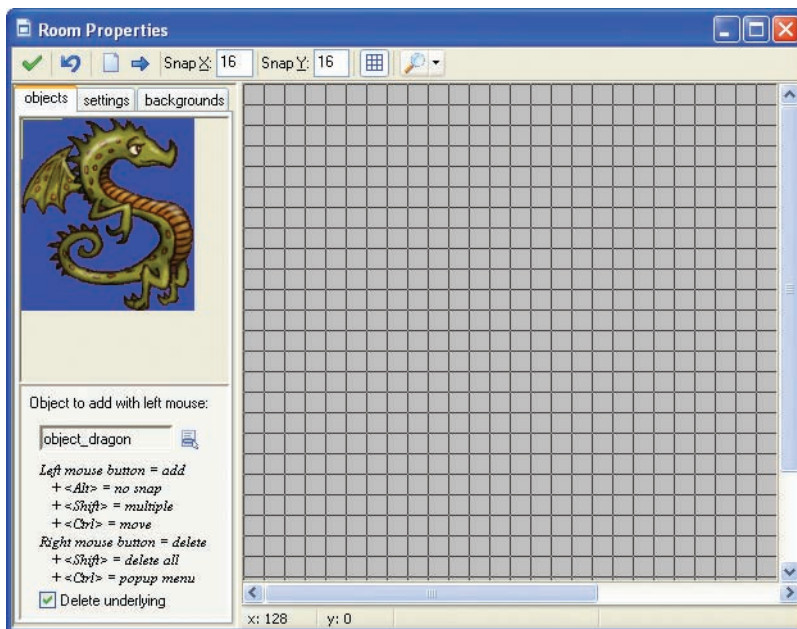 Room Properties
Snap X: 16 Snap Y: 16
objects settings backgrounds
Object to add with left mouse:
object_dragon
Left mouse button = add
+ <Alt> = no snap
+ <Shift> = multiple
+ <Ctrl> = move
Right mouse button = delete
+ <Shift> = delete all
+ <Ctrl> = popup menu
Delete underlying
x: 128 y: 0